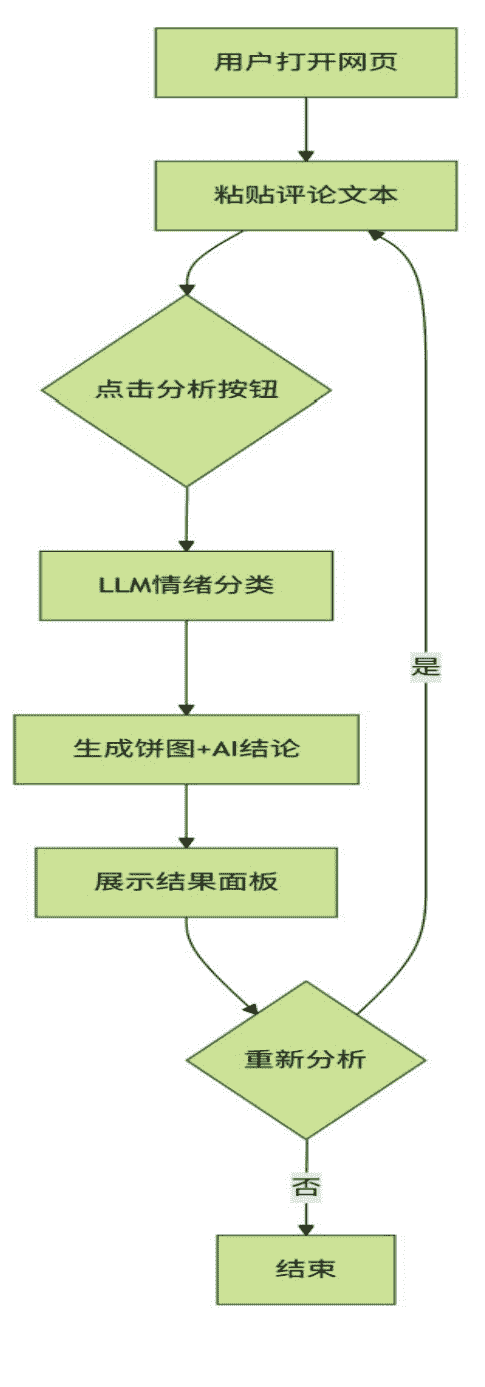 用户打开网页
粘贴评论文本
点击分析按钮
LLM情绪分类
生成饼图+AI结论
展示结果面板
重新分析
是
否
结束